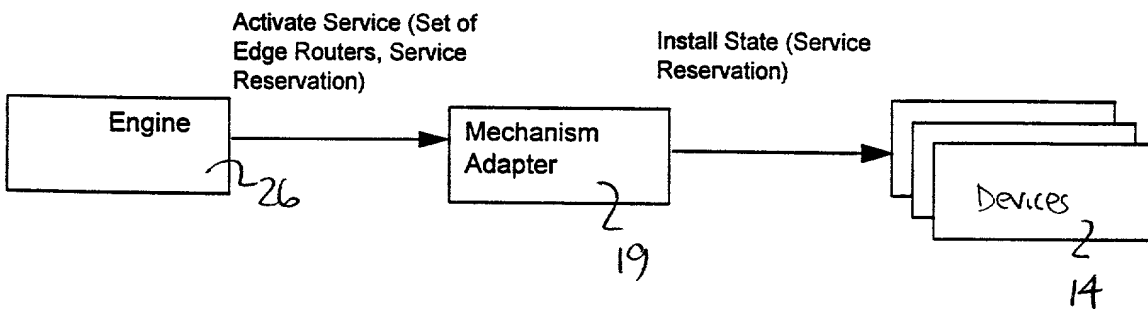 Activate Service (Set of
Edge Routers, Service
Reservation)
Install State (Service
Reservation)
Engine
26
Mechanism
Adapter
19
Devices
14